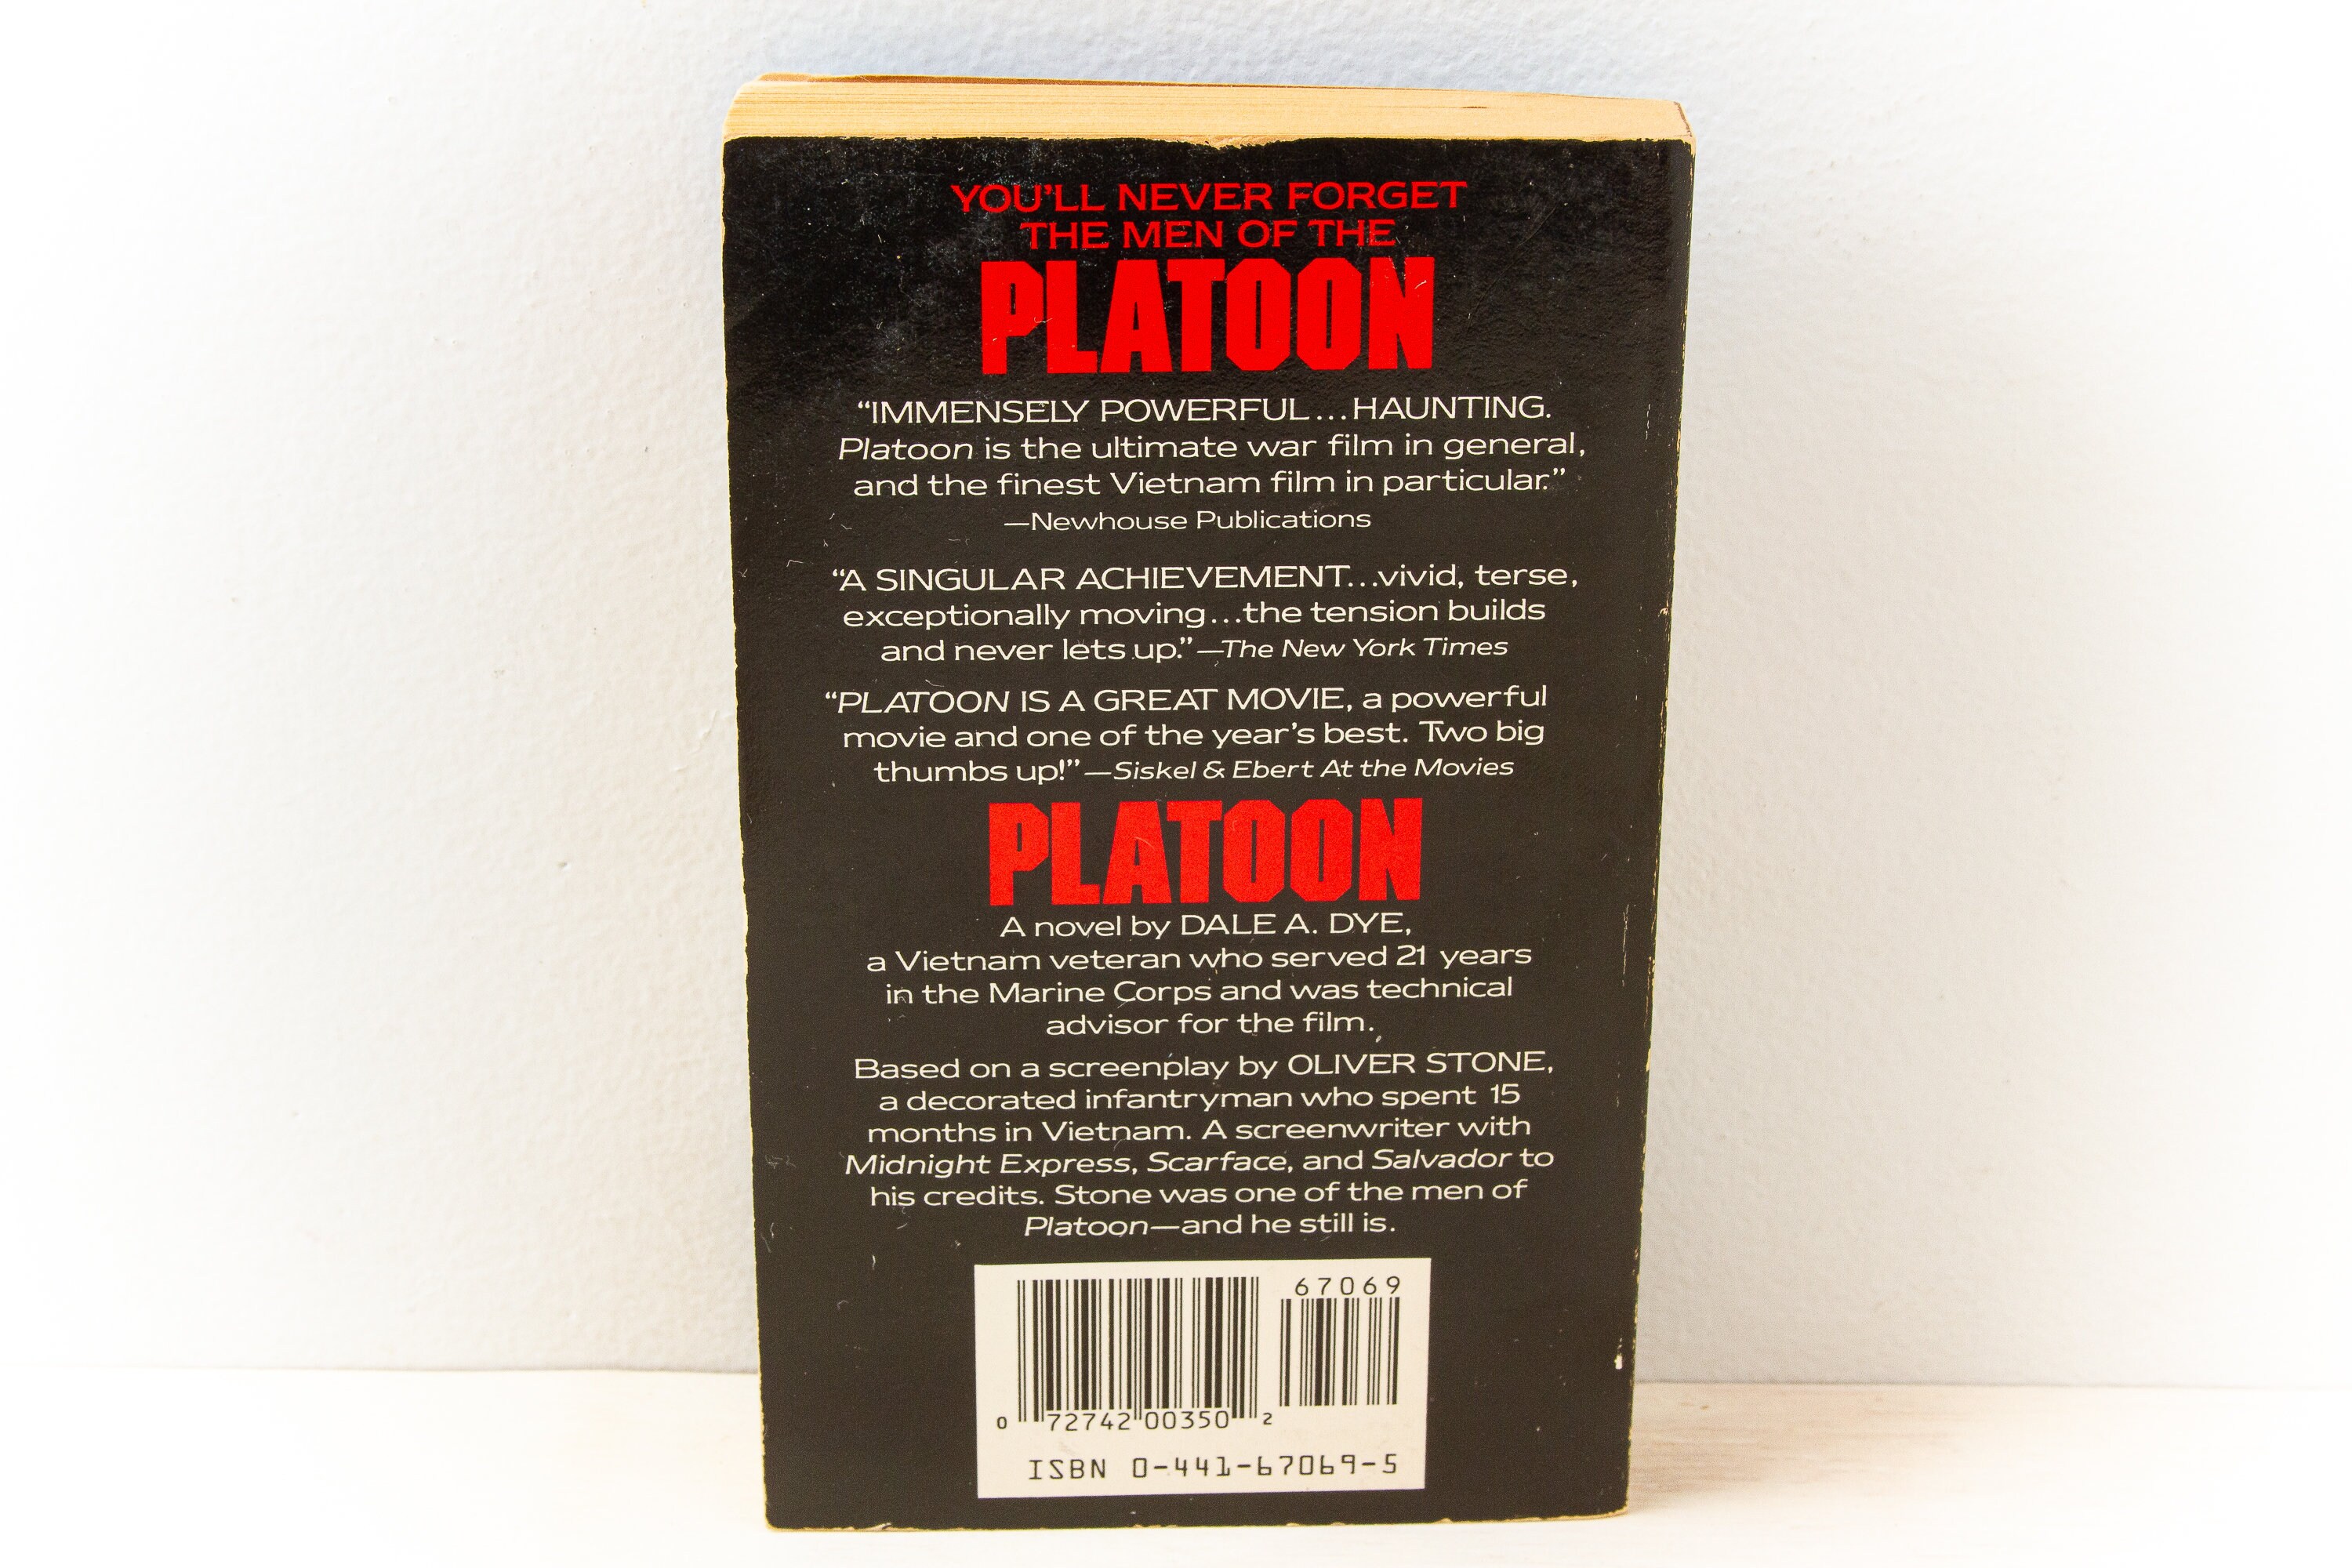 YOU'LL NEVER FORGET
THE MEN OF THE
PLATOON
“IMMENSELY POWERFUL...HAUNTING.
Platoon is the ultimate war film in general,
and the finest Vietnam film in particular.”
—Newhouse Publications
“A SINGULAR ACHIEVEMENT...vivid, terse,
exceptionally moving...the tension builds
and never lets up.”—The New York Times
“PLATOON IS A GREAT MOVIE, a powerful
movie and one of the year's best. Two big
thumbs up!”—Siskel & Ebert At the Movies
PLATOON
A novel by DALE A. DYE,
a Vietnam veteran who served 21 years
in the Marine Corps and was technical
advisor for the film.
Based on a screenplay by OLIVER STONE,
a decorated infantryman who spent 15
months in Vietnam. A screenwriter with
Midnight Express, Scarface, and Salvador to
his credits. Stone was one of the men of
Platoon—and he still is.
67069
0 72742 00350 2
ISBN 0-441-67069-5